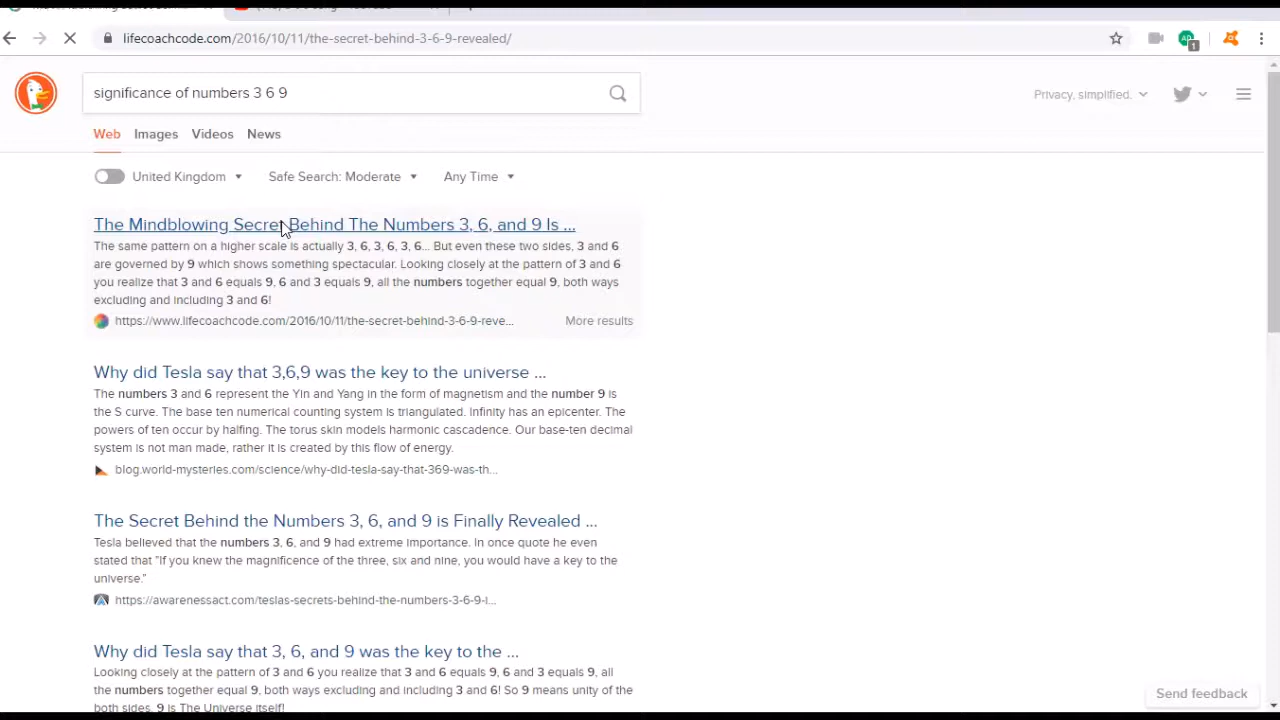 lifecoachcode.com/2016/10/11/the-secret-behind-3-6-9-revealed/
1
significance of numbers 3 6 9
Privacy, simplified.
Web Images Videos News
United Kingdom Safe Search: Moderate Any Time
The Mindblowing Secret Behind The Numbers 3, 6, and 9 Is ...
The same pattern on a higher scale is actually 3, 6, 3, 6, 3, 6... But even these two sides, 3 and 6
are governed by 9 which shows something spectacular. Looking closely at the pattern of 3 and 6
you realize that 3 and 6 equals 9, 6 and 3 equals 9, all the numbers together equal 9, both ways
excluding and including 3 and 6!
https://www.lifecoachcode.com/2016/10/11/the-secret-behind-3-6-9-reve... More results
Why did Tesla say that 3,6,9 was the key to the universe ...
The numbers 3 and 6 represent the Yin and Yang in the form of magnetism and the number 9 is
the S curve. The base ten numerical counting system is triangulated. Infinity has an epicenter. The
powers of ten occur by halfing. The torus skin models harmonic cascadence. Our base-ten decimal
system is not man made, rather it is created by this flow of energy.
blog.world-mysteries.com/science/why-did-tesla-say-that-369-was-th...
The Secret Behind the Numbers 3, 6, and 9 is Finally Revealed ...
Tesla believed that the numbers 3, 6, and 9 had extreme importance. In once quote he even
stated that "If you knew the magnificence of the three, six and nine, you would have a key to the
universe."
https://awarenessact.com/teslas-secrets-behind-the-numbers-3-6-9-i...
Why did Tesla say that 3, 6, and 9 was the key to the ...
Looking closely at the pattern of 3 and 6 you realize that 3 and 6 equals 9, 6 and 3 equals 9, all
the numbers together equal 9, both ways excluding and including 3 and 6! So 9 means unity of the
both sides. 9 is The Universe itself!
Send feedback